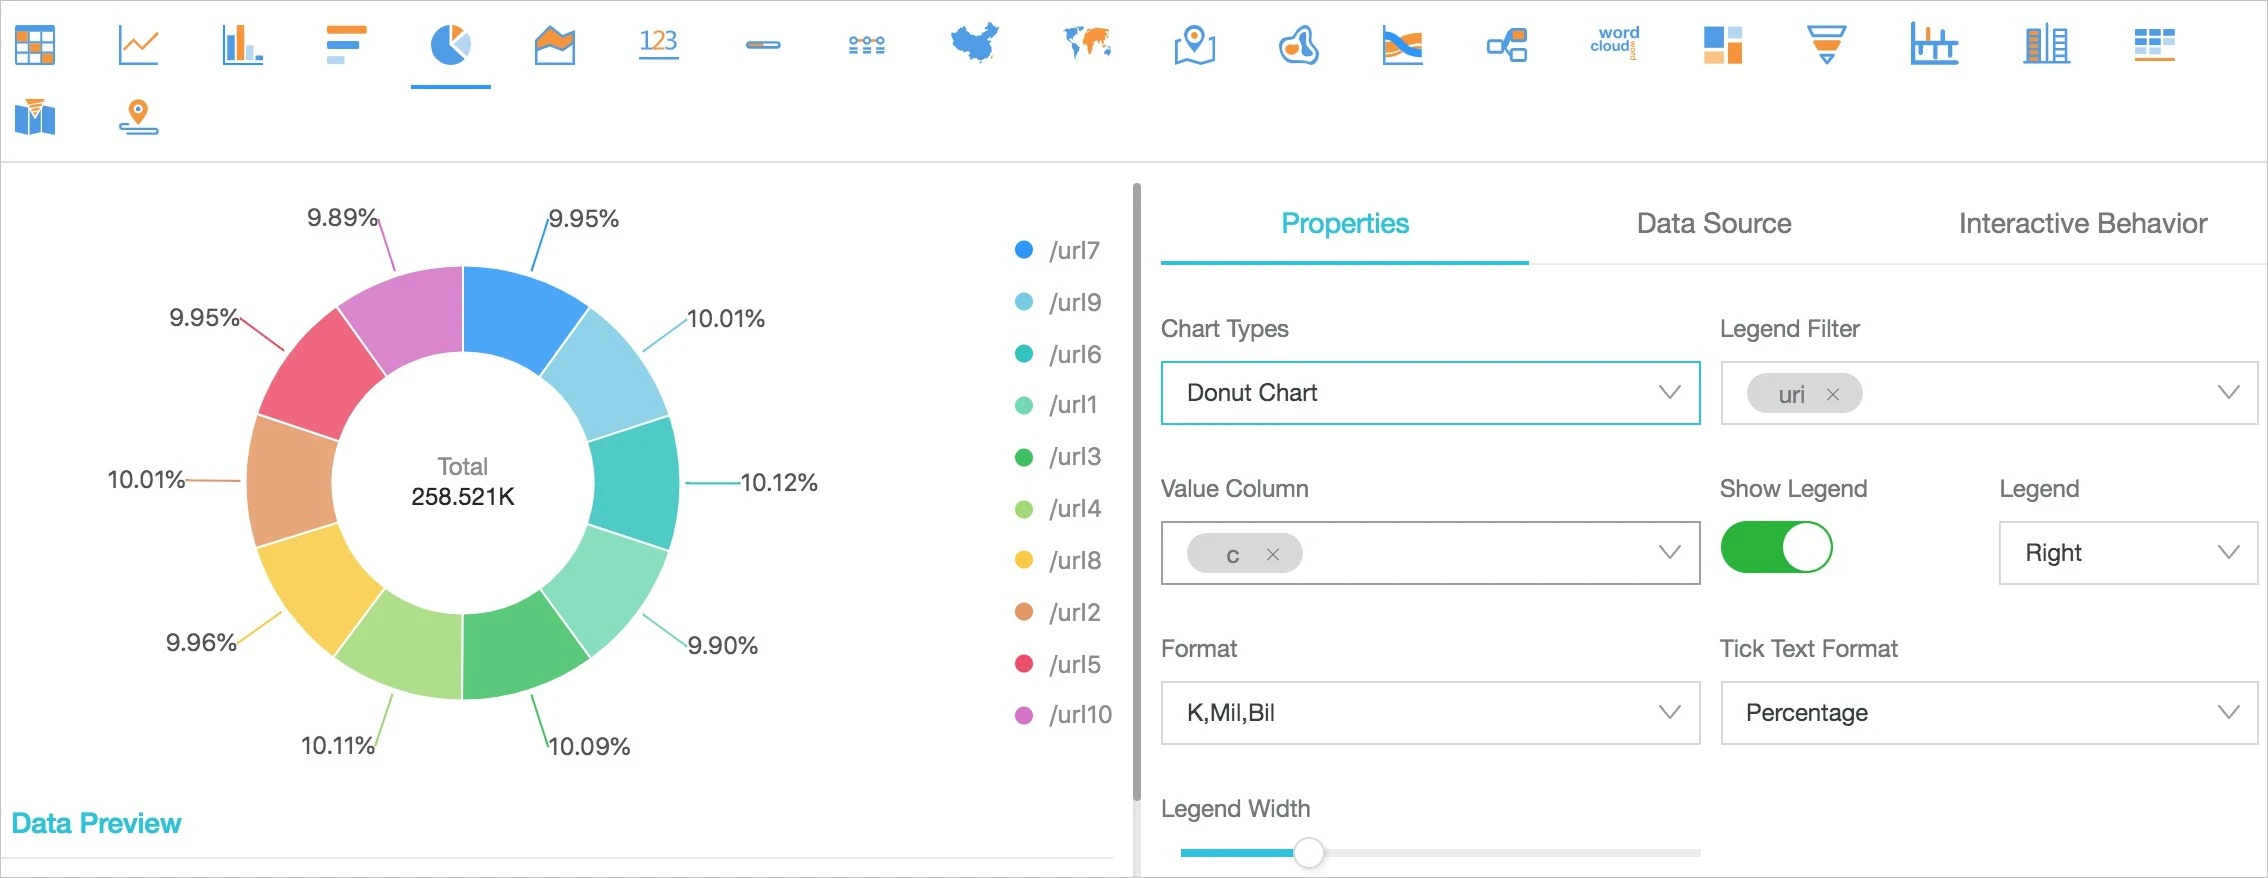 123
word
cloud
word
9.89%
9.95%
9.95%
10.01%
10.01%
10.12%
9.96%
9.90%
10.11%
10.09%
Total
258.521K
/url7
/url9
/url6
/url1
/url3
/url4
/url8
/url2
/url5
/url10
Data Preview
Properties
Data Source
Interactive Behavior
Chart Types
Legend Filter
Donut Chart
uri ×
Value Column
Show Legend
Legend
c ×
Right
Format
Tick Text Format
K,Mil,Bil
Percentage
Legend Width